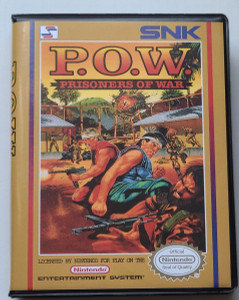 SNK
P.O.W.
PRISONERS OF WAR
LICENSED BY NINTENDO FOR PLAY ON THE
Nintendo
ENTERTAINMENT SYSTEM
Official
Nintendo
Seal of Quality
P.O.W.